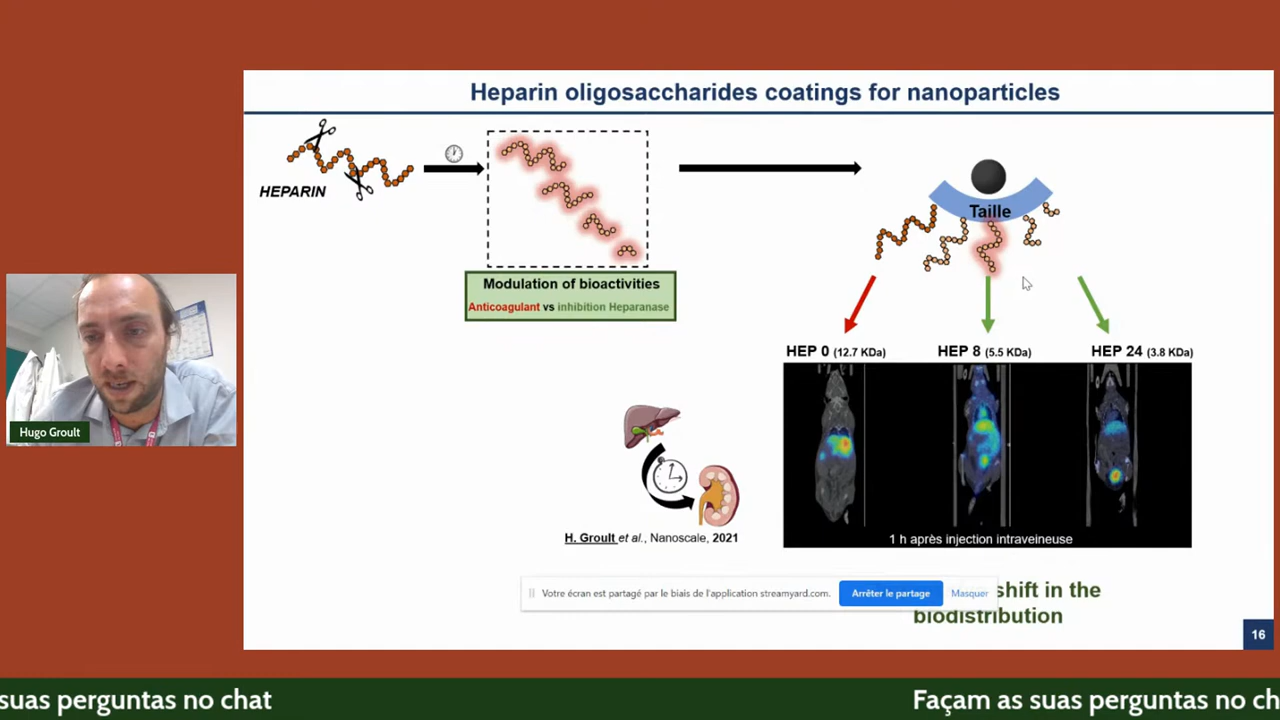 Heparin oligosaccharides coatings for nanoparticles
HEPARIN
Taille
Modulation of bioactivities
Anticoagulant vs inhibition Heparanase
HEP 0 (12.7 KDa)
HEP 8 (5.5 KDa)
HEP 24 (3.8 KDa)
Hugo Groult
H. Groult et al., Nanoscale, 2021
1 h après injection intraveineuse
Votre écran est partagé par le biais de l'application streamyard.com.
Arrêter le partage
Masquer
shift in the
biodistribution
16
suas perguntas no chat
Façam as suas perguntas no ch